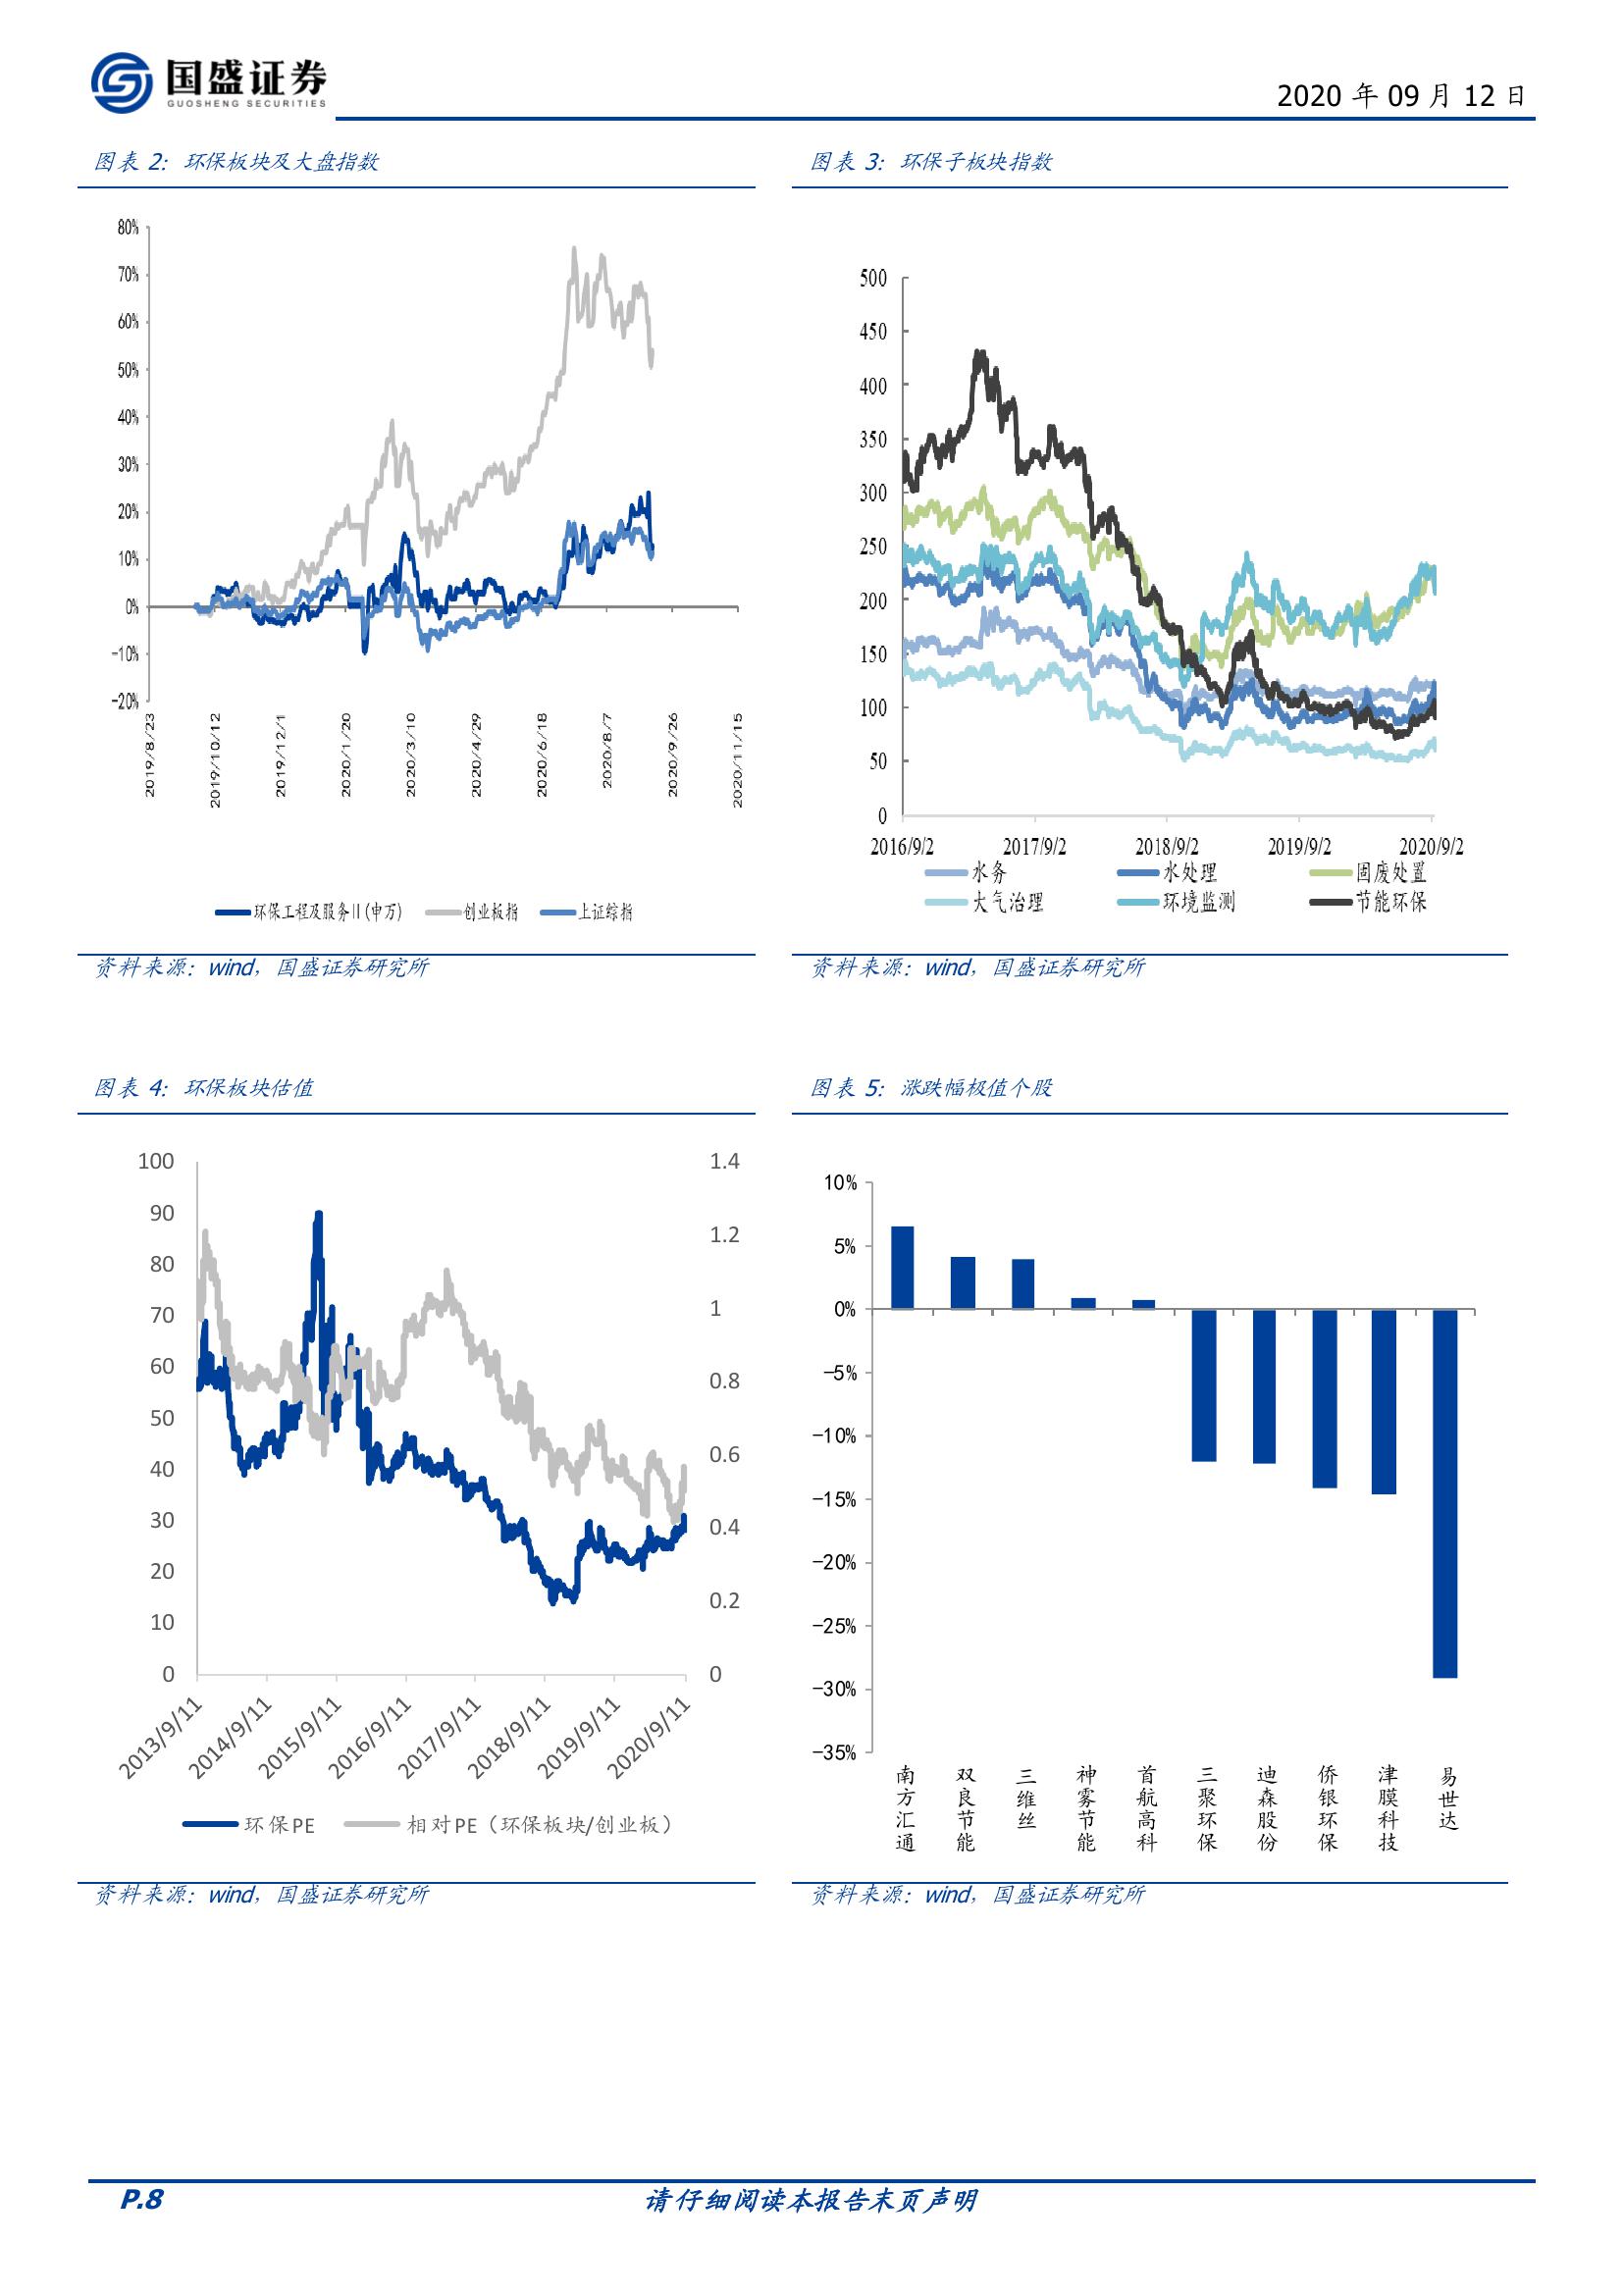 国盛证券
GUOSHENG SECURITIES
2020 年 09 月 12 日
图表 2：环保板块及大盘指数
80%
70%
60%
50%
40%
30%
20%
10%
0%
-10%
-20%
2019/8/23
2019/10/12
2019/12/1
2020/1/20
2020/3/10
2020/4/29
2020/6/18
2020/8/7
2020/9/26
2020/11/15
环保工程及服务Ⅱ(申万) 创业板指 上证综指
资料来源：wind，国盛证券研究所
图表 3：环保子板块指数
500
450
400
350
300
250
200
150
100
50
0
2016/9/2 2017/9/2 2018/9/2 2019/9/2 2020/9/2
水务 水处理 固废处置
大气治理 环境监测 节能环保
资料来源：wind，国盛证券研究所
图表 4：环保板块估值
100
90
80
70
60
50
40
30
20
10
0
1.4
1.2
1
0.8
0.6
0.4
0.2
0
2013/9/11
2014/9/11
2015/9/11
2016/9/11
2017/9/11
2018/9/11
2019/9/11
2020/9/11
环保PE 相对PE（环保板块/创业板）
资料来源：wind，国盛证券研究所
图表 5：涨跌幅极值个股
10%
5%
0%
-5%
-10%
-15%
-20%
-25%
-30%
-35%
南方汇通
双良节能
三维丝
神雾节能
首航高科
三聚环保
迪森股份
侨银环保
津膜科技
易世达
资料来源：wind，国盛证券研究所
P.8 请仔细阅读本报告末页声明